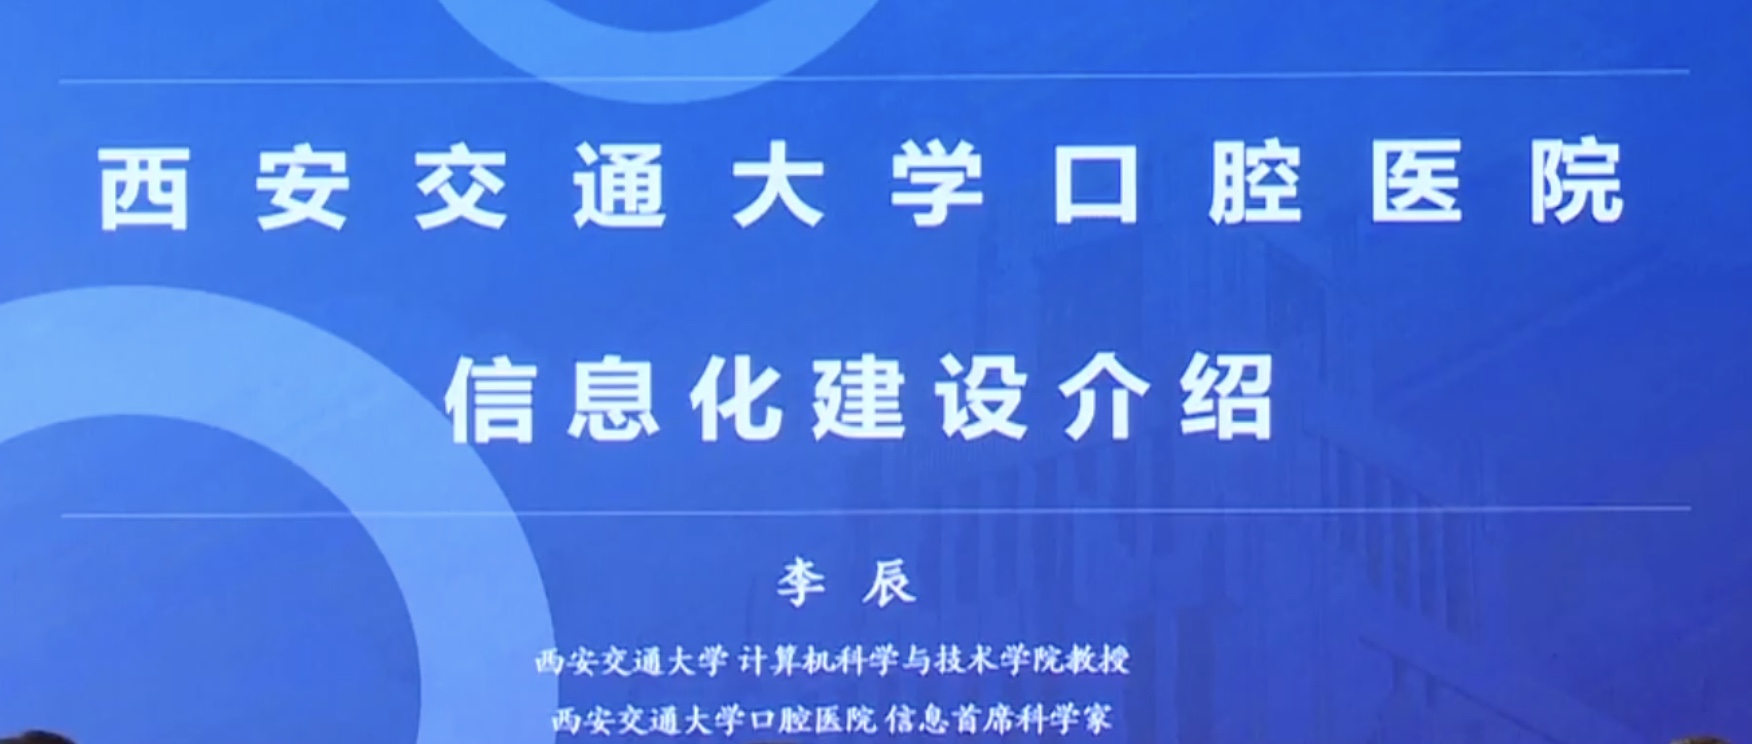 西安交通大学口腔医院
信息化建设介绍
李辰
西安交通大学 计算机科学与技术学院教授
西安交通大学口腔医院 信息首席科学家